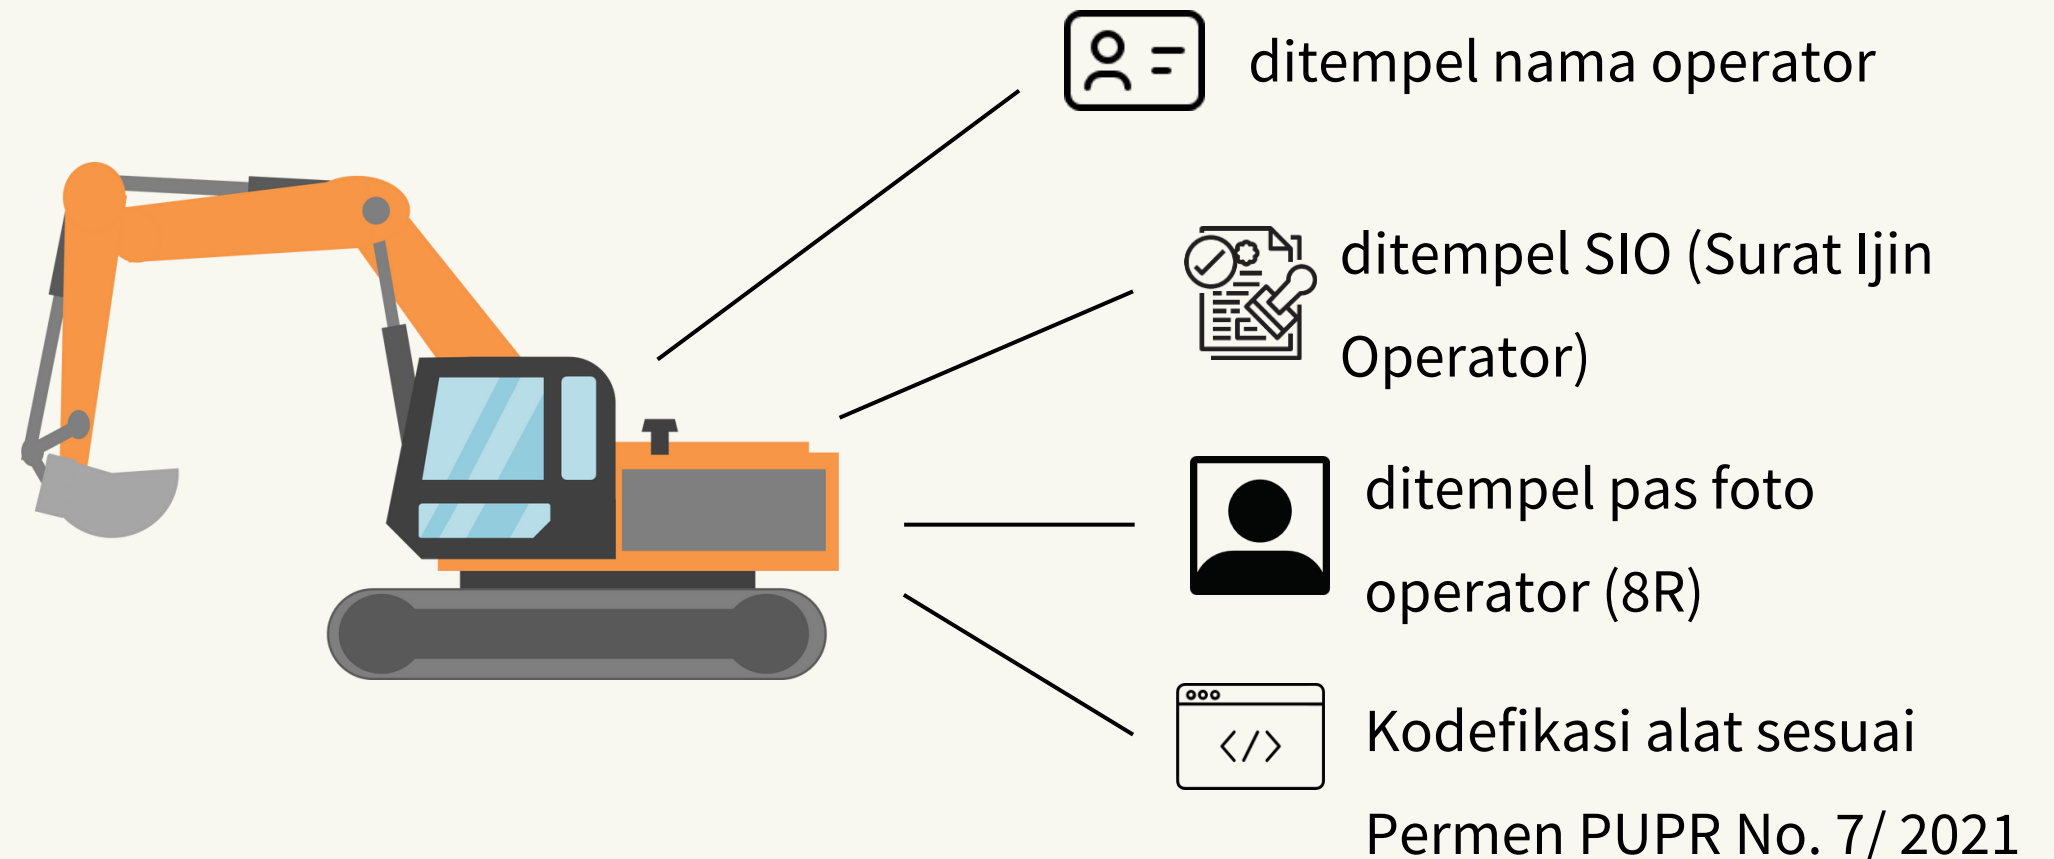 ditempel nama operator
ditempel SIO (Surat Ijin
Operator)
ditempel pas foto
operator (8R)
</>
Kodefikasi alat sesuai
Permen PUPR No. 7/ 2021